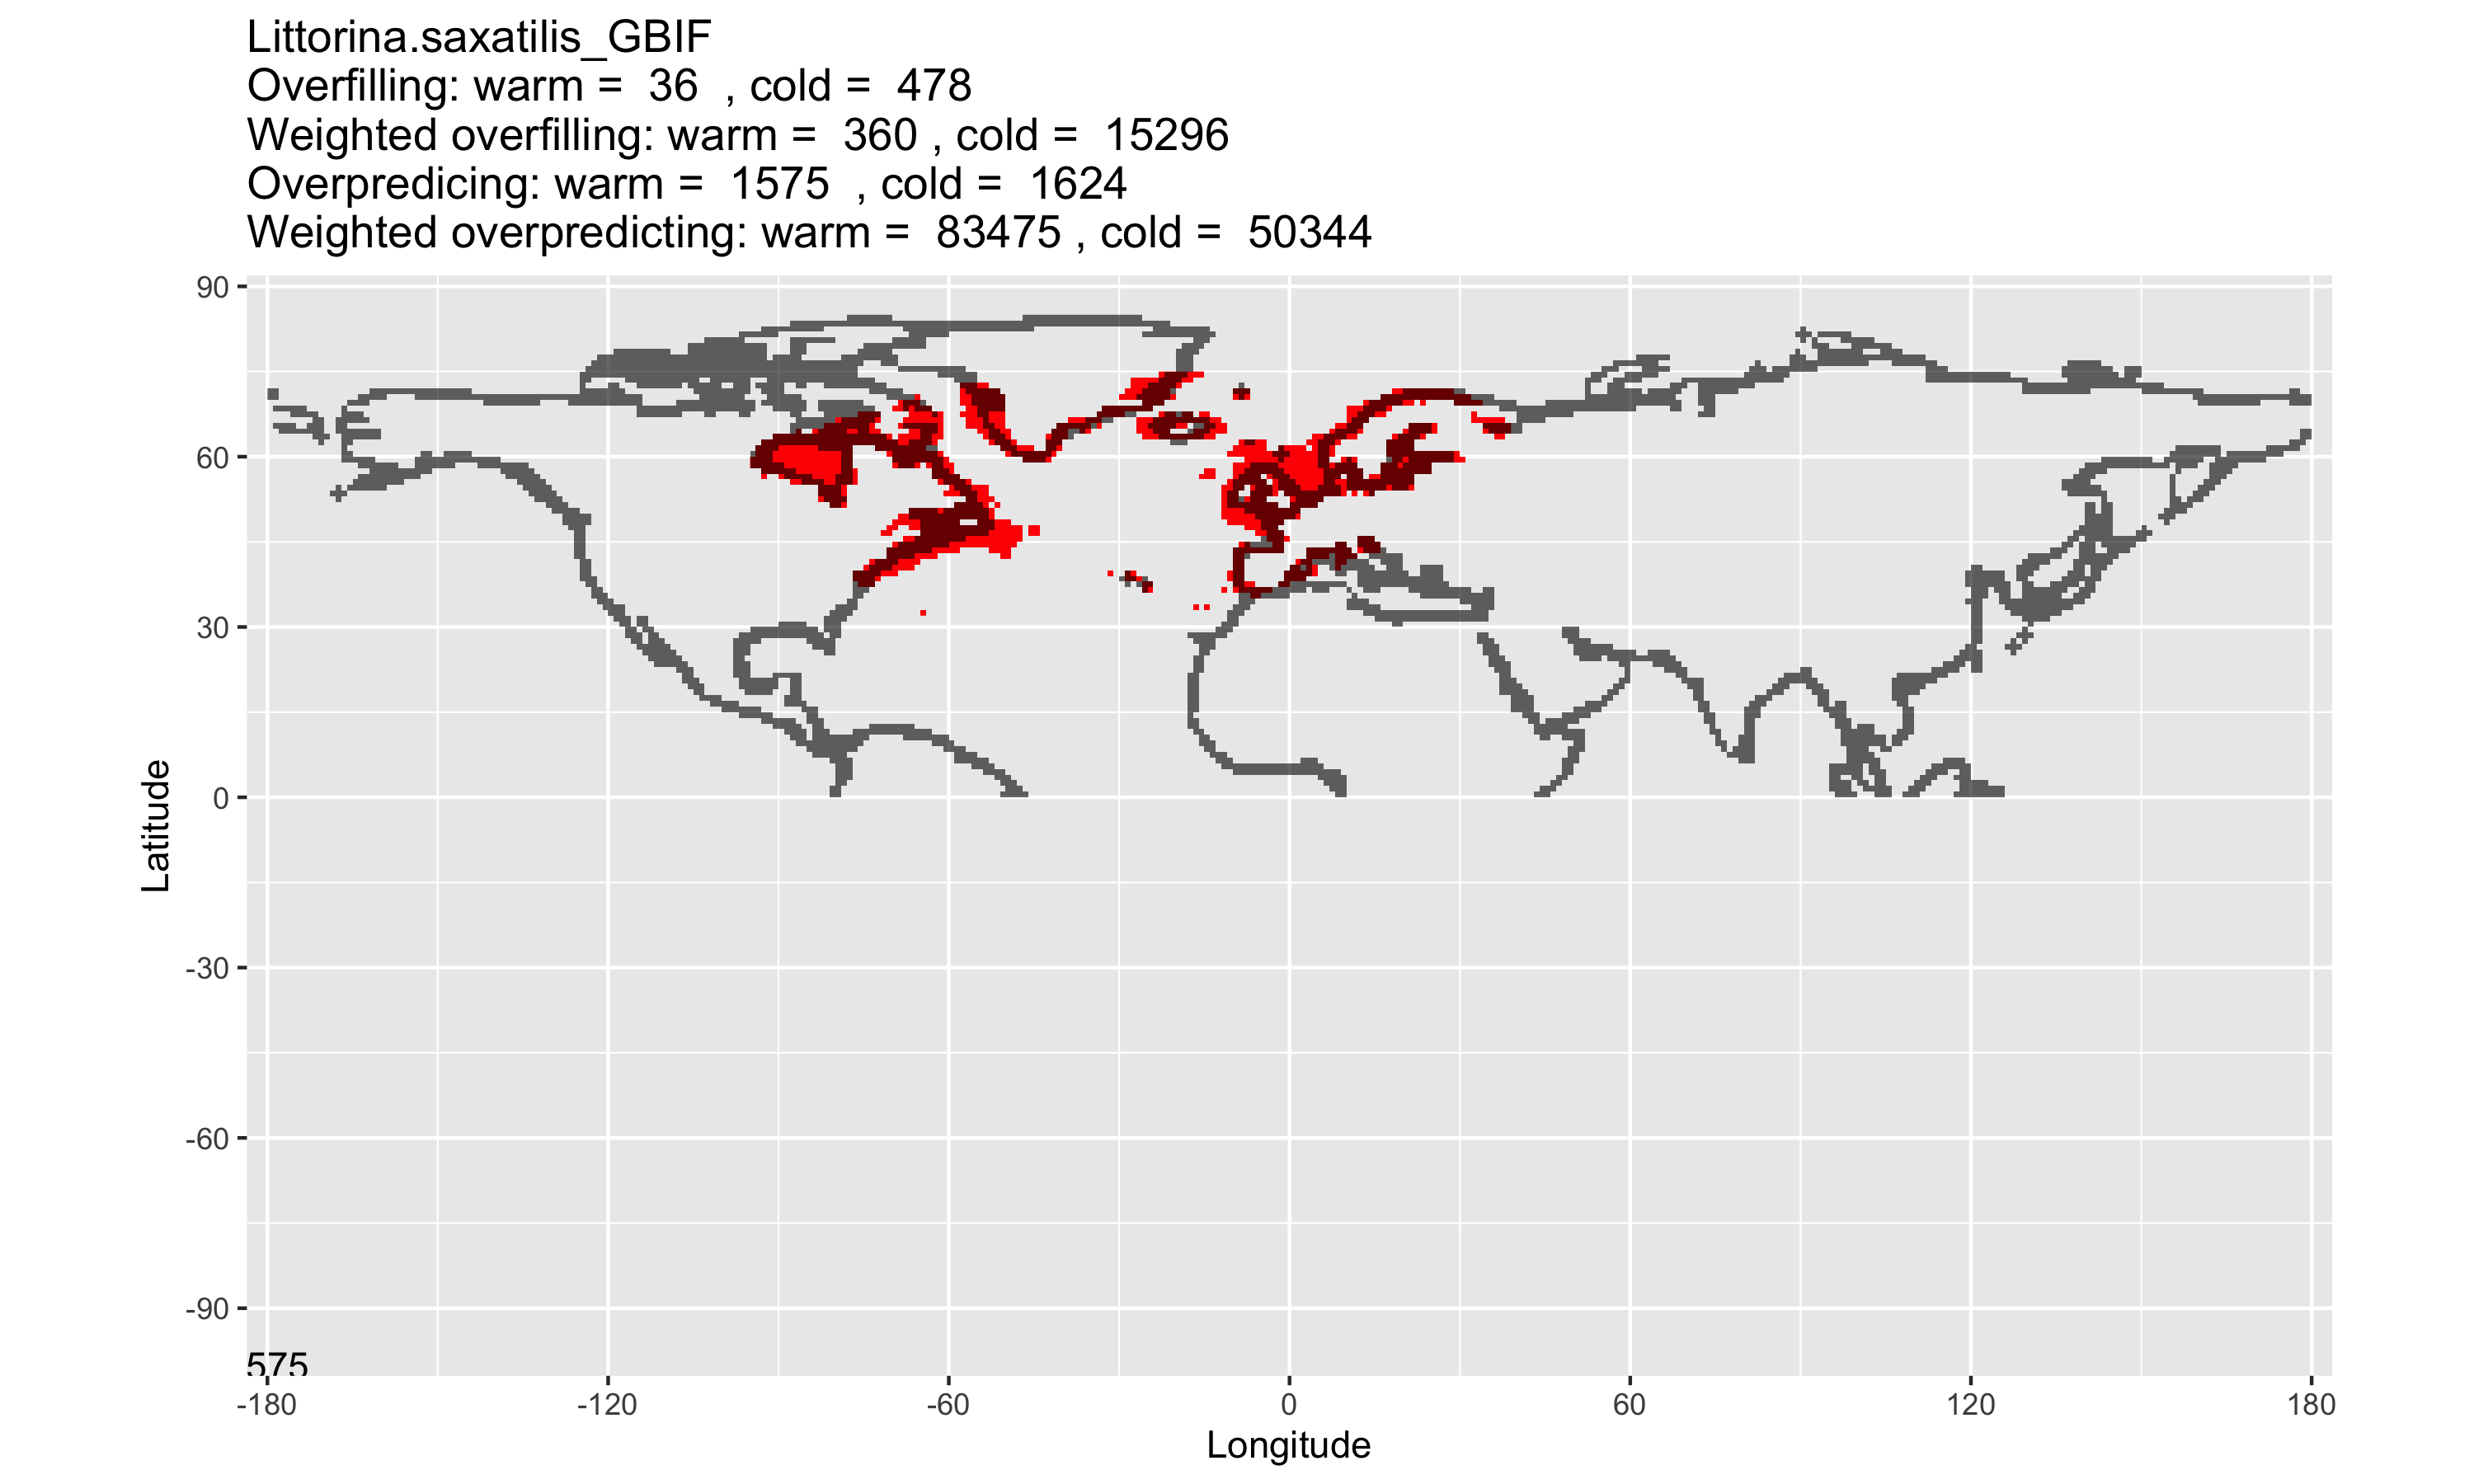 Littorina.saxatilis_GBIF
Overfilling: warm =  36  , cold =  478
Weighted overfilling: warm =  360 , cold =  15296
Overpredicing: warm =  1575  , cold =  1624
Weighted overpredicting: warm =  83475 , cold =  50344
90
60
30
0
-30
-60
-90
Latitude
575
-180 -120 -60 0 60 120 180
Longitude